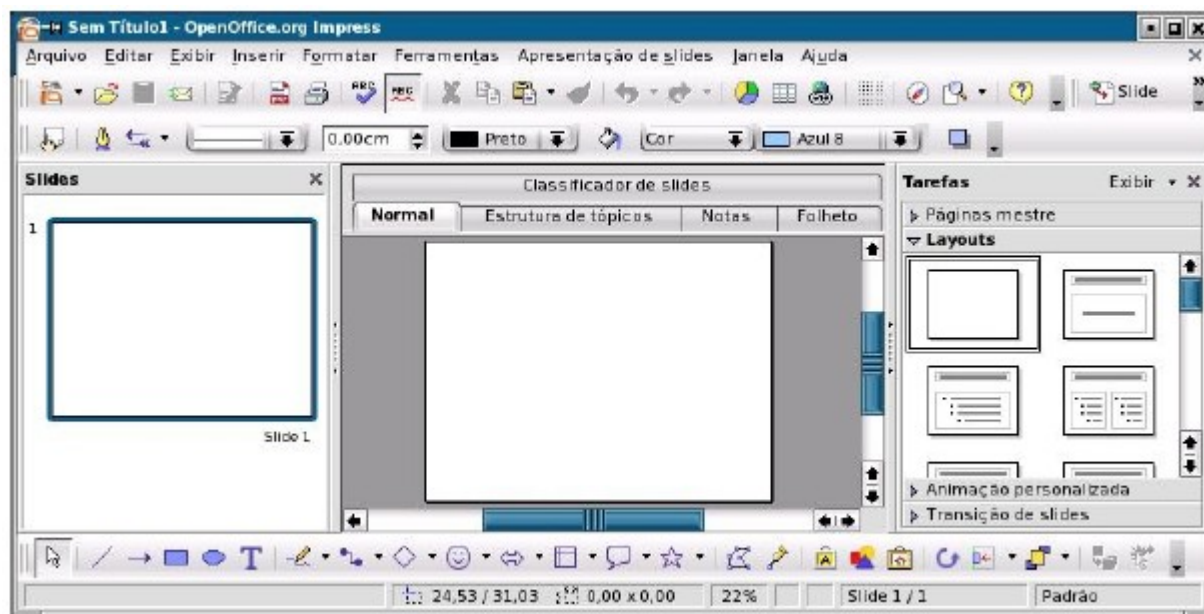 Sem Título1 - OpenOffice.org Impress
Arquivo Editar Exibir Inserir Formatar Ferramentas Apresentação de slides Janela Ajuda
Slide
0.00cm Preto Cor Azul 8
Slides
Classificador de slides
Tarefas Exibir
Normal Estrutura de tópicos Notas Folheto
Páginas mestre
1
Layouts
Slide 1
Animação personalizada
Transição de slides
24,53 / 31,03 0,00 x 0,00 22% Slide 1 / 1 Padrão